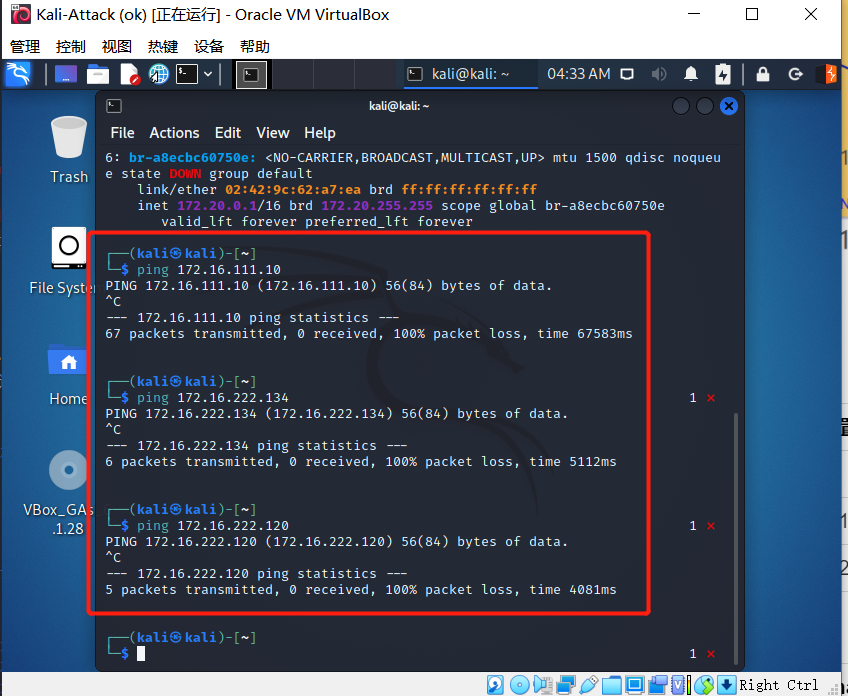 Kali-Attack (ok) [正在运行] - Oracle VM VirtualBox
管理 控制 视图 热键 设备 帮助
kali@kali: ~ 04:33 AM
kali@kali: ~
File Actions Edit View Help
Trash
File Syste
Home
VBox_GAs
.1.28
6: br-a8ecbc60750e: <NO-CARRIER,BROADCAST,MULTICAST,UP> mtu 1500 qdisc noqueu
e state DOWN group default
link/ether 02:42:9c:62:a7:ea brd ff:ff:ff:ff:ff:ff
inet 172.20.0.1/16 brd 172.20.255.255 scope global br-a8ecbc60750e
valid_lft forever preferred_lft forever
┌──(kali㉿kali)-[~]
└─$ ping 172.16.111.10
PING 172.16.111.10 (172.16.111.10) 56(84) bytes of data.
^C
--- 172.16.111.10 ping statistics ---
67 packets transmitted, 0 received, 100% packet loss, time 67583ms
┌──(kali㉿kali)-[~]
└─$ ping 172.16.222.134 1 ⨯
PING 172.16.222.134 (172.16.222.134) 56(84) bytes of data.
^C
--- 172.16.222.134 ping statistics ---
6 packets transmitted, 0 received, 100% packet loss, time 5112ms
┌──(kali㉿kali)-[~]
└─$ ping 172.16.222.120 1 ⨯
PING 172.16.222.120 (172.16.222.120) 56(84) bytes of data.
^C
--- 172.16.222.120 ping statistics ---
5 packets transmitted, 0 received, 100% packet loss, time 4081ms
┌──(kali㉿kali)-[~]
└─$ 1 ⨯
Right Ctrl